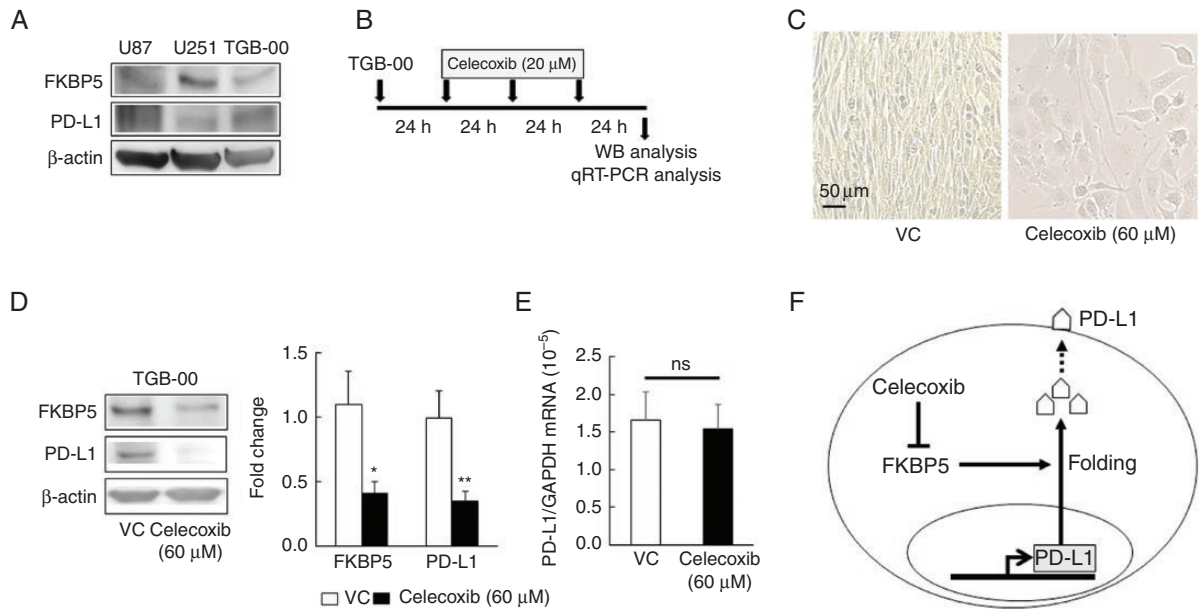 A
U87 U251 TGB-00
FKBP5
PD-L1
β-actin
B
TGB-00
Celecoxib (20 μM)
24 h 24 h 24 h 24 h
WB analysis
qRT-PCR analysis
C
50 μm
VC
Celecoxib (60 μM)
D
TGB-00
FKBP5
PD-L1
β-actin
VC Celecoxib
(60 μM)
Fold change
1.5
1.0
0.5
0.0
*
**
FKBP5
PD-L1
VC
Celecoxib (60 μM)
E
PD-L1/GAPDH mRNA (10⁻⁵)
2.5
2.0
1.5
1.0
0.5
0.0
ns
VC
Celecoxib
(60 μM)
F
PD-L1
Celecoxib
FKBP5
Folding
PD-L1